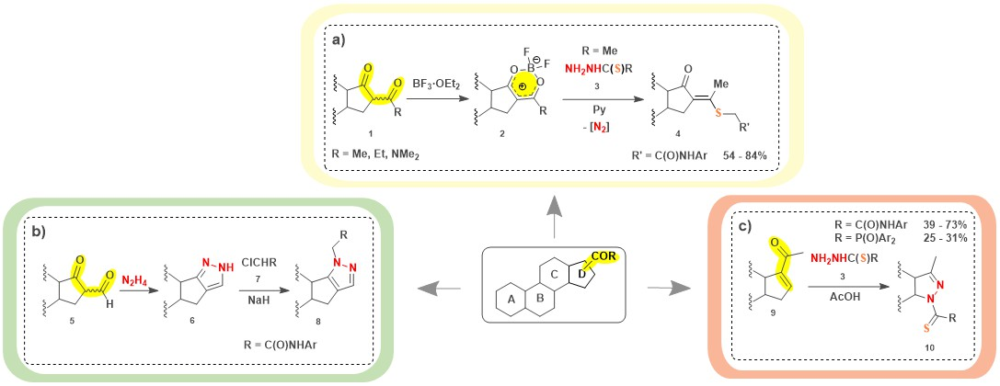 a)
O
O
R
1
R = Me, Et, NMe2
BF3·OEt2
F
B
⊖
F
O
O
⊕
R
2
R = Me
NH2NHC(S)R
3
Py
- [N2]
O
Me
S
R'
4
R' = C(O)NHAr 54 - 84%
b)
O
O
H
5
N2H4
N
NH
6
ClCHR
7
NaH
R
N
N
8
R = C(O)NHAr
COR
D
C
B
A
c)
R = C(O)NHAr 39 - 73%
R = P(O)Ar2 25 - 31%
O
9
NH2NHC(S)R
3
AcOH
CH3
N
N
S
R
10